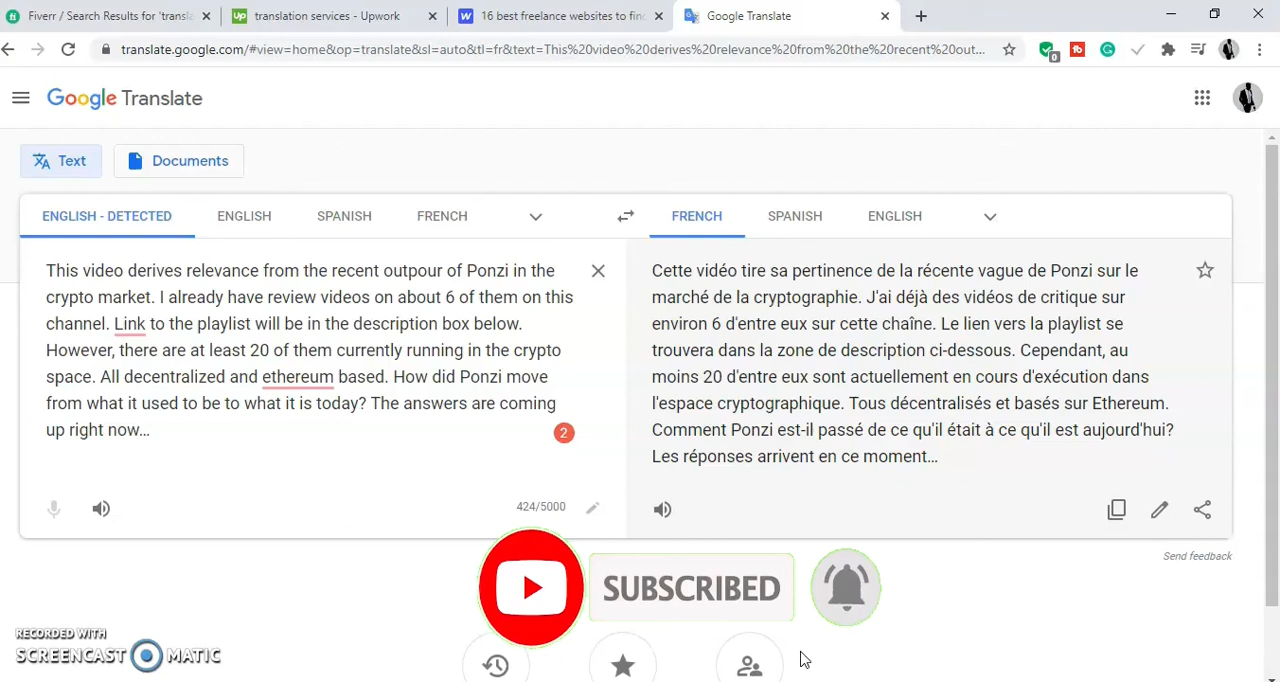 Fiverr / Search Results for 'transla
translation services - Upwork
16 best freelance websites to fin
Google Translate
translate.google.com/#view=home&op=translate&sl=auto&tl=fr&text=This%20video%20derives%20relevance%20from%20the%20recent%20out...
Google Translate
Text
Documents
ENGLISH - DETECTED
ENGLISH
SPANISH
FRENCH
FRENCH
SPANISH
ENGLISH
This video derives relevance from the recent outpour of Ponzi in the
crypto market. I already have review videos on about 6 of them on this
channel. Link to the playlist will be in the description box below.
However, there are at least 20 of them currently running in the crypto
space. All decentralized and ethereum based. How did Ponzi move
from what it used to be to what it is today? The answers are coming
up right now...
2
424/5000
Cette vidéo tire sa pertinence de la récente vague de Ponzi sur le
marché de la cryptographie. J'ai déjà des vidéos de critique sur
environ 6 d'entre eux sur cette chaîne. Le lien vers la playlist se
trouvera dans la zone de description ci-dessous. Cependant, au
moins 20 d'entre eux sont actuellement en cours d'exécution dans
l'espace cryptographique. Tous décentralisés et basés sur Ethereum.
Comment Ponzi est-il passé de ce qu'il était à ce qu'il est aujourd'hui?
Les réponses arrivent en ce moment...
Send feedback
SUBSCRIBED
RECORDED WITH
SCREENCAST MATIC